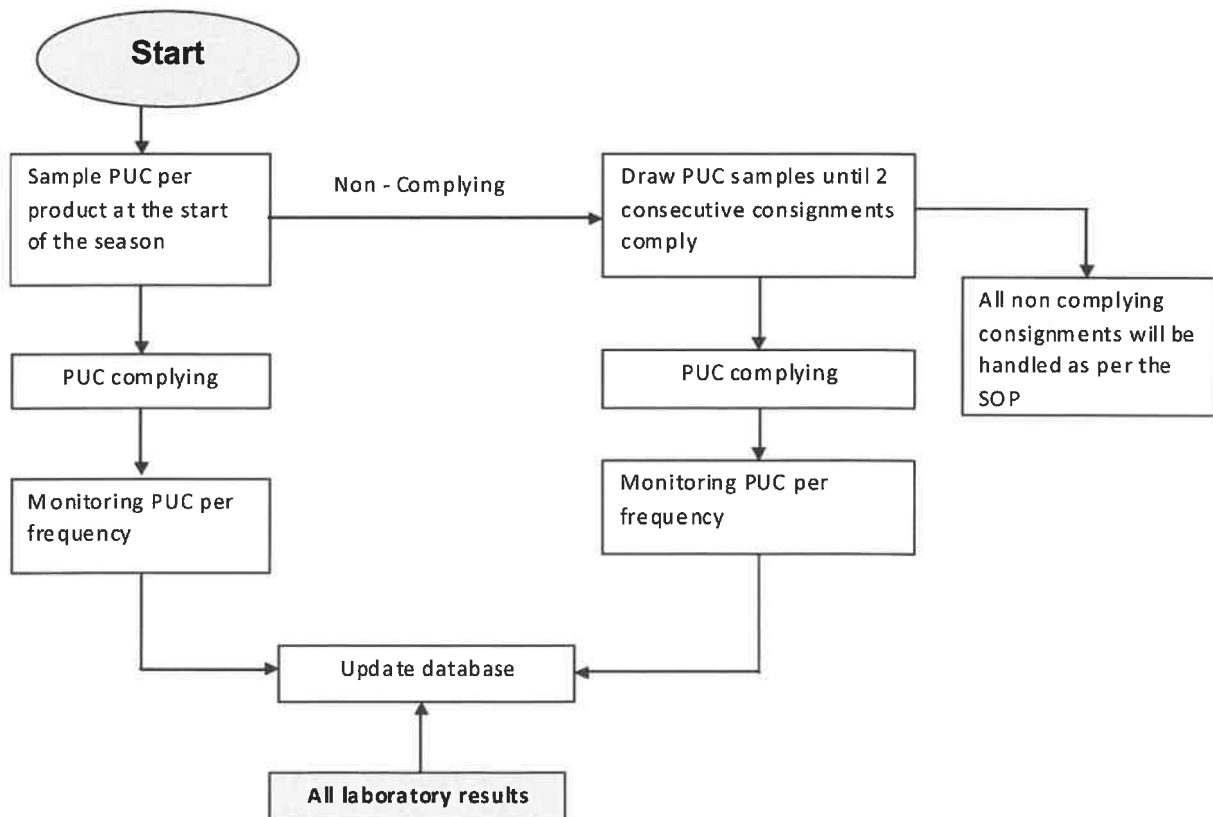 Start
Sample PUC per
product at the start
of the season
Non - Complying
Draw PUC samples until 2
consecutive consignments
comply
All non complying
consignments will be
handled as per the
SOP
PUC complying
PUC complying
Monitoring PUC per
frequency
Monitoring PUC per
frequency
Update database
All laboratory results